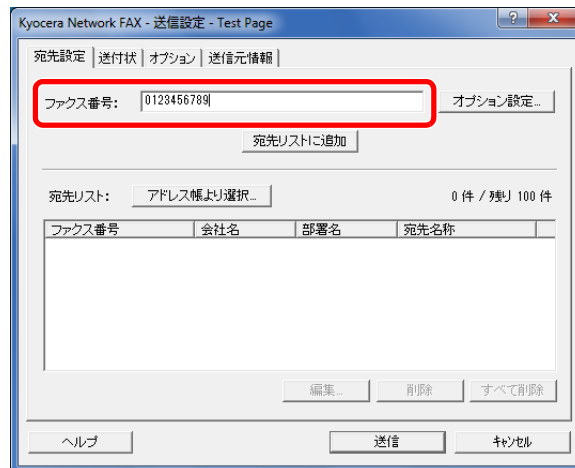 Kyocera Network FAX - 送信設定 - Test Page
宛先設定 送付状 オプション 送信元情報
ファクス番号: 0123456789 オプション設定...
宛先リストに追加
宛先リスト: アドレス帳より選択... 0 件 / 残り 100 件
ファクス番号 会社名 部署名 宛先名称
編集... 削除 すべて削除
ヘルプ 送信 キャンセル